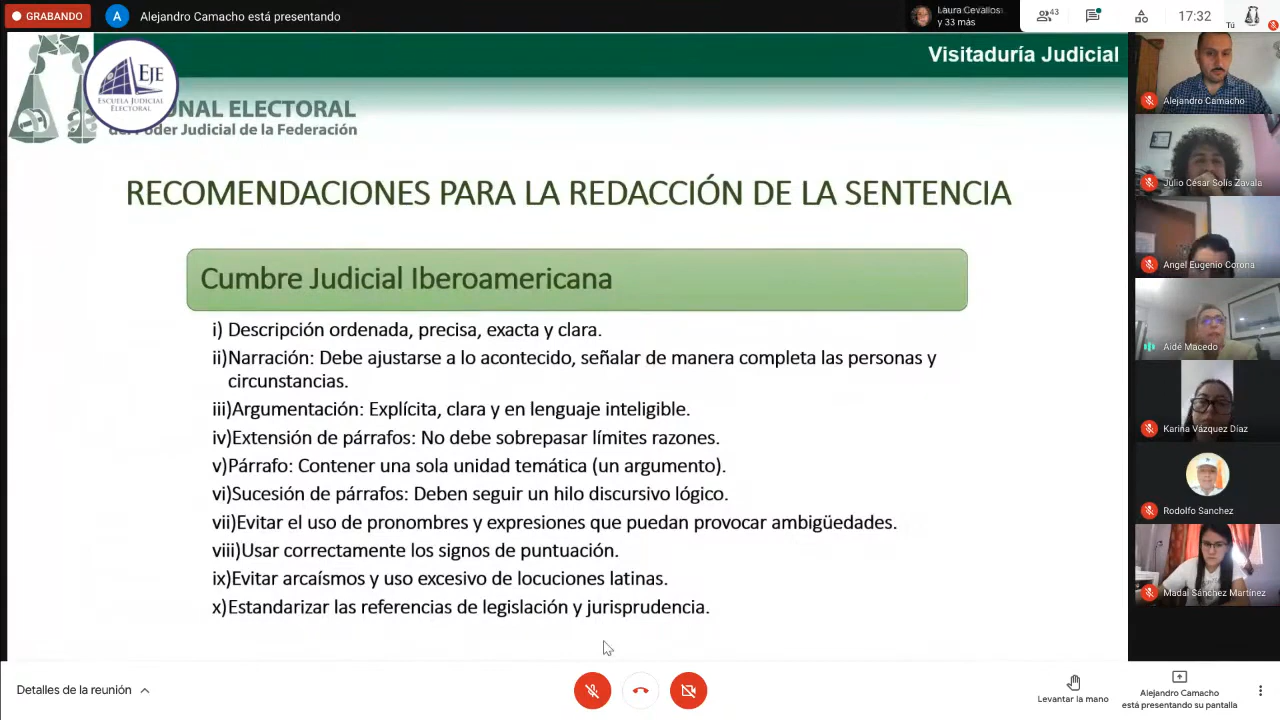 GRABANDO
A
Alejandro Camacho está presentando
Laura Cevallos
y 33 más
43
17:32
Tú
Visitaduría Judicial
EJE
ESCUELA JUDICIAL
ELECTORAL
NAL ELECTORAL
Poder Judicial de la Federación
RECOMENDACIONES PARA LA REDACCIÓN DE LA SENTENCIA
Cumbre Judicial Iberoamericana
i) Descripción ordenada, precisa, exacta y clara.
ii)Narración: Debe ajustarse a lo acontecido, señalar de manera completa las personas y
circunstancias.
iii)Argumentación: Explícita, clara y en lenguaje inteligible.
iv)Extensión de párrafos: No debe sobrepasar límites razones.
v)Párrafo: Contener una sola unidad temática (un argumento).
vi)Sucesión de párrafos: Deben seguir un hilo discursivo lógico.
vii)Evitar el uso de pronombres y expresiones que puedan provocar ambigüedades.
viii)Usar correctamente los signos de puntuación.
ix)Evitar arcaísmos y uso excesivo de locuciones latinas.
x)Estandarizar las referencias de legislación y jurisprudencia.
Alejandro Camacho
Julio César Solís Zavala
Angel Eugenio Corona
Aidé Macedo
Karina Vázquez Díaz
Rodolfo Sanchez
Madai Sánchez Martínez
Detalles de la reunión
Levantar la mano
Alejandro Camacho
está presentando su pantalla